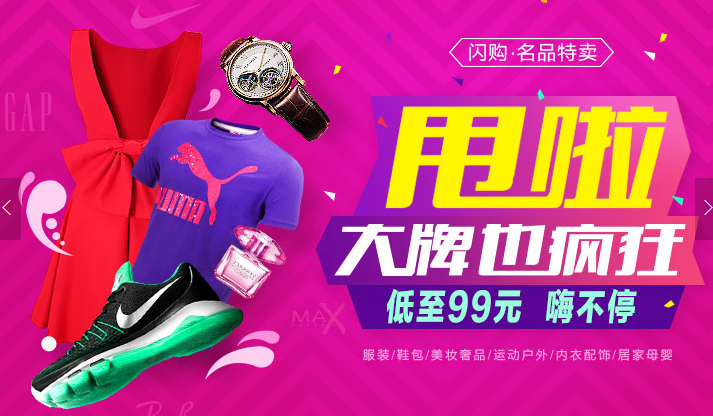 闪购·名品特卖
甩啦
大牌也疯狂
低至99元 嗨不停
服装/鞋包/美妆奢品/运动户外/内衣配饰/居家母婴
GAP
PUMA
MAX